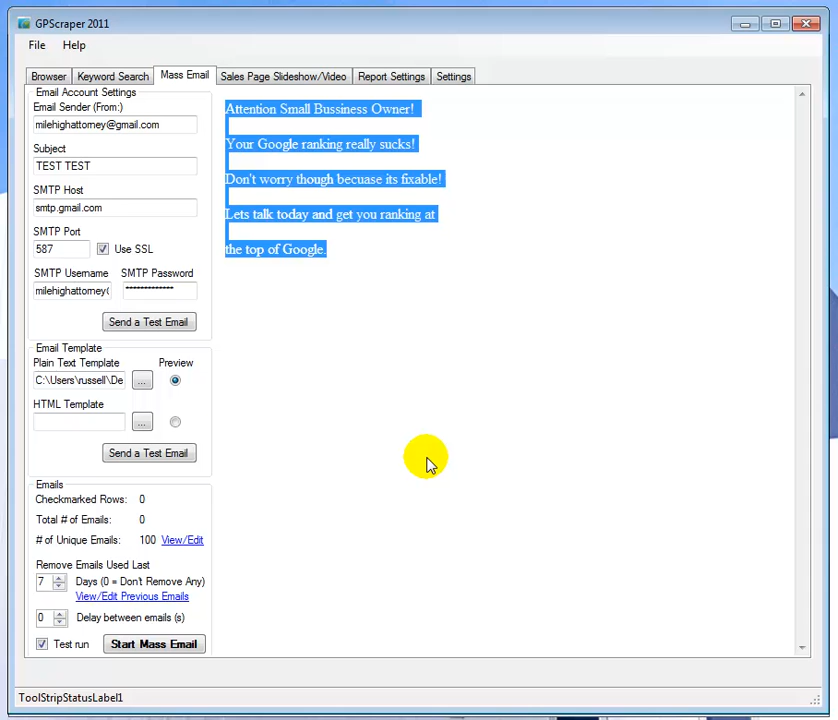 GPScraper 2011
File Help
Browser Keyword Search Mass Email Sales Page Slideshow/Video Report Settings Settings
Email Account Settings
Email Sender (From:)
milehighattorney@gmail.com
Subject
TEST TEST
SMTP Host
smtp.gmail.com
SMTP Port
587 Use SSL
SMTP Username SMTP Password
milehighattorney( *************
Send a Test Email
Email Template
Plain Text Template Preview
C:\Users\russell\De ...
HTML Template
...
Send a Test Email
Emails
Checkmarked Rows: 0
Total # of Emails: 0
# of Unique Emails: 100 View/Edit
Remove Emails Used Last
7 Days (0 = Don't Remove Any)
View/Edit Previous Emails
0 Delay between emails (s)
Test run Start Mass Email
Attention Small Bussiness Owner!
Your Google ranking really sucks!
Don't worry though becuase its fixable!
Lets talk today and get you ranking at
the top of Google.
ToolStripStatusLabel1